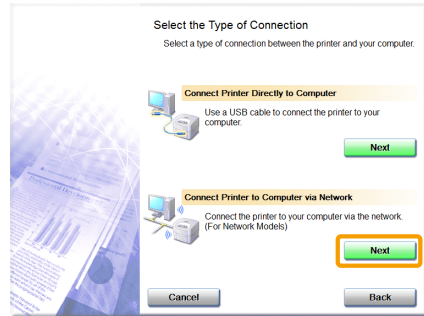 Select the Type of Connection
Select a type of connection between the printer and your computer.
Connect Printer Directly to Computer
Use a USB cable to connect the printer to your
computer.
Next
Connect Printer to Computer via Network
Connect the printer to your computer via the network.
(For Network Models)
Next
Cancel
Back